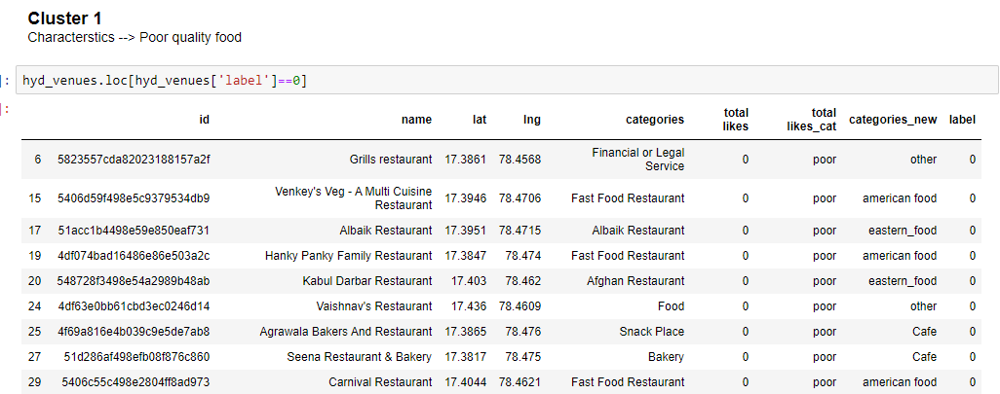 Cluster 1
Characterstics --> Poor quality food
]: hyd_venues.loc[hyd_venues['label']==0]
]:
id name lat lng categories total likes total likes_cat categories_new label
6 5823557cda82023188157a2f Grills restaurant 17.3861 78.4568 Financial or Legal Service 0 poor other 0
15 5406d59f498e5c9379534db9 Venkey's Veg - A Multi Cuisine Restaurant 17.3946 78.4706 Fast Food Restaurant 0 poor american food 0
17 51acc1b4498e59e850eaf731 Albaik Restaurant 17.3951 78.4715 Albaik Restaurant 0 poor eastern_food 0
19 4df074bad16486e86e503a2c Hanky Panky Family Restaurant 17.3847 78.474 Fast Food Restaurant 0 poor american food 0
20 548728f3498e54a2989b48ab Kabul Darbar Restaurant 17.403 78.462 Afghan Restaurant 0 poor eastern_food 0
24 4df63e0bb61cbd3ec0246d14 Vaishnav's Restaurant 17.436 78.4609 Food 0 poor other 0
25 4f69a816e4b039c9e5de7ab8 Agrawala Bakers And Restaurant 17.3865 78.476 Snack Place 0 poor Cafe 0
27 51d286af498efb08f876c860 Seena Restaurant & Bakery 17.3817 78.475 Bakery 0 poor Cafe 0
29 5406c55c498e2804ff8ad973 Carnival Restaurant 17.4044 78.4621 Fast Food Restaurant 0 poor american food 0